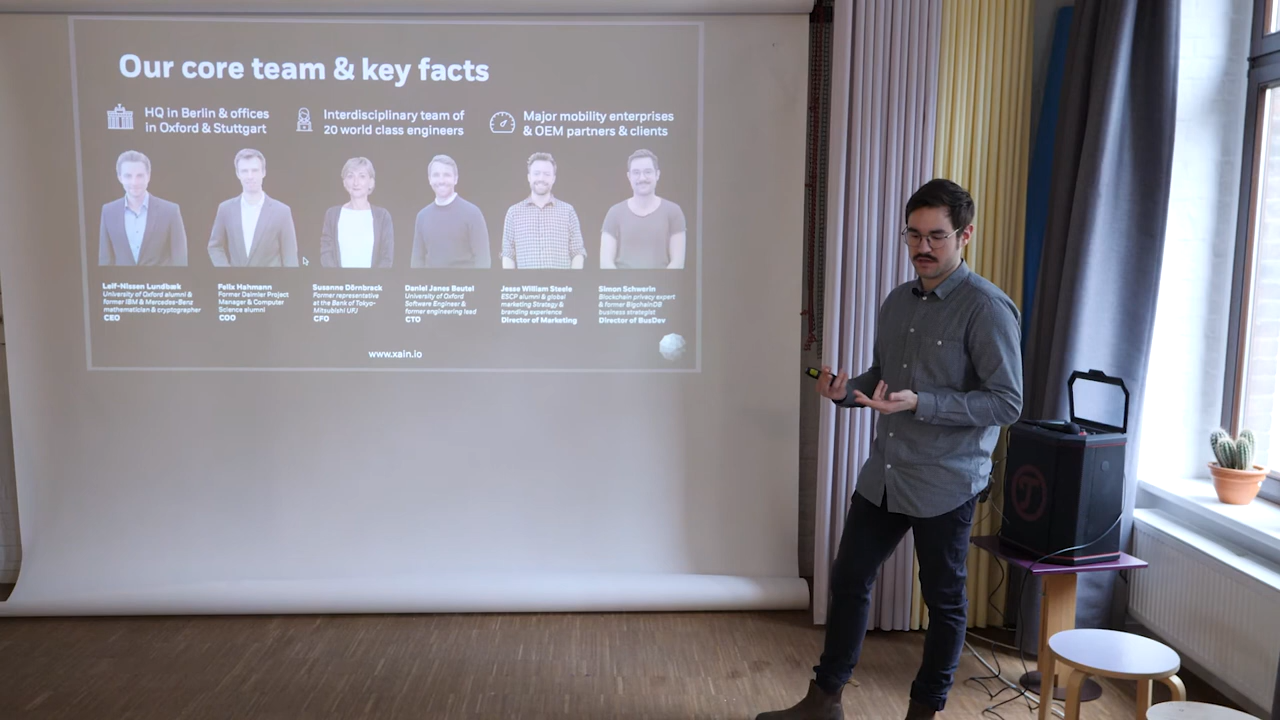 Our core team & key facts
HQ in Berlin & offices
in Oxford & Stuttgart
Interdisciplinary team of
20 world class engineers
Major mobility enterprises
& OEM partners & clients
Leif-Nissen Lundbæk
University of Oxford alumni &
former IBM & Mercedes-Benz
mathematician & cryptographer
CEO
Felix Hahmann
Former Daimler Project
Manager & Computer
Science alumni
COO
Susanne Dörnbrack
Former representative
at the Bank of Tokyo-
Mitsubishi UFJ
CFO
Daniel James Beutel
University of Oxford
Software Engineer &
former engineering lead
CTO
Jesse William Steele
ESCP alumni & global
marketing Strategy &
branding experience
Director of Marketing
Simon Schwerin
Blockchain privacy expert
& former BigchainDB
business strategist
Director of BusDev
www.xain.io